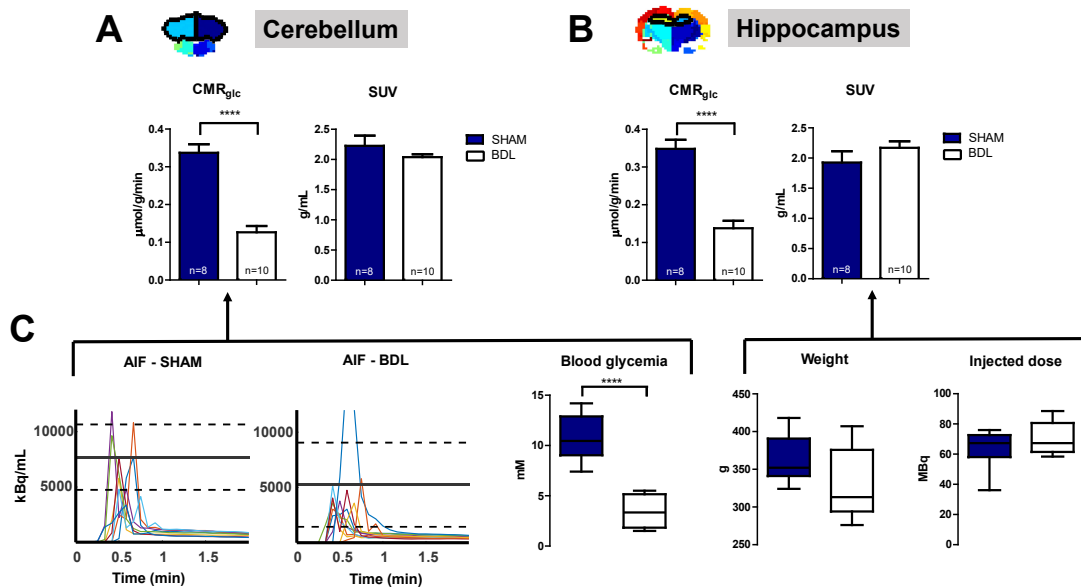 A
Cerebellum
CMRglc
****
0.4
0.3
0.2
0.1
0.0
µmol/g/min
n=8
n=10
SUV
2.5
2.0
1.5
1.0
0.5
0.0
g/mL
n=8
n=10
SHAM
BDL
B
Hippocampus
CMRglc
****
0.4
0.3
0.2
0.1
0.0
µmol/g/min
n=8
n=10
SUV
2.5
2.0
1.5
1.0
0.5
0.0
g/mL
n=8
n=10
SHAM
BDL
C
AIF - SHAM
10000
5000
kBq/mL
0 0.5 1 1.5
Time (min)
AIF - BDL
10000
5000
0 0.5 1 1.5
Time (min)
Blood glycemia
****
15
10
5
0
mM
Weight
450
400
350
300
250
g
Injected dose
100
80
60
40
20
0
MBq